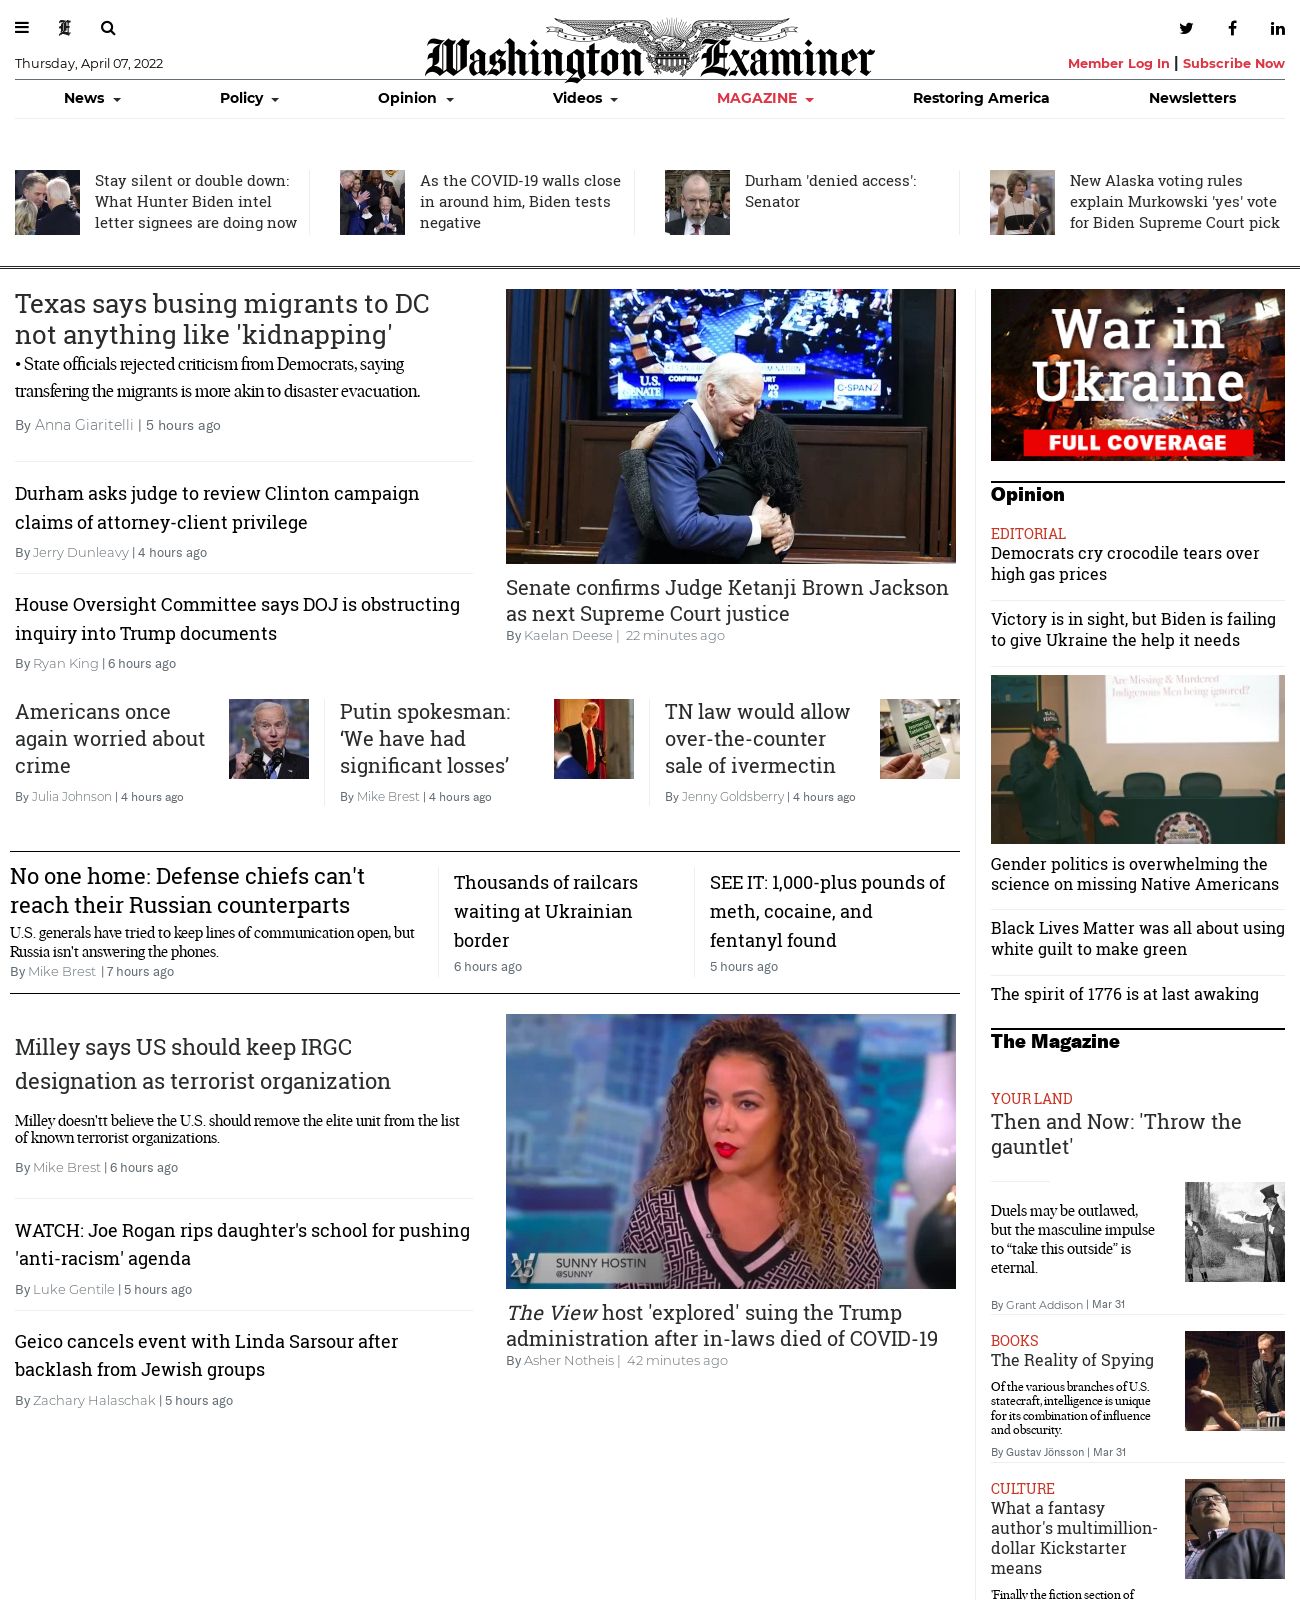 Thursday, April 07, 2022
Washington Examiner
Member Log In | Subscribe Now
News
Policy
Opinion
Videos
MAGAZINE
Restoring America
Newsletters
Stay silent or double down:
What Hunter Biden intel
letter signees are doing now
As the COVID-19 walls close
in around him, Biden tests
negative
Durham 'denied access':
Senator
New Alaska voting rules
explain Murkowski 'yes' vote
for Biden Supreme Court pick
Texas says busing migrants to DC
not anything like 'kidnapping'
• State officials rejected criticism from Democrats, saying
transfering the migrants is more akin to disaster evacuation.
By Anna Giaritelli | 5 hours ago
Durham asks judge to review Clinton campaign
claims of attorney-client privilege
By Jerry Dunleavy | 4 hours ago
House Oversight Committee says DOJ is obstructing
inquiry into Trump documents
By Ryan King | 6 hours ago
U.S.
SENATE
C-SPAN2
Senate confirms Judge Ketanji Brown Jackson
as next Supreme Court justice
By Kaelan Deese | 22 minutes ago
Americans once
again worried about
crime
By Julia Johnson | 4 hours ago
Putin spokesman:
‘We have had
significant losses’
By Mike Brest | 4 hours ago
TN law would allow
over-the-counter
sale of ivermectin
By Jenny Goldsberry | 4 hours ago
No one home: Defense chiefs can't
reach their Russian counterparts
U.S. generals have tried to keep lines of communication open, but
Russia isn't answering the phones.
By Mike Brest | 7 hours ago
Thousands of railcars
waiting at Ukrainian
border
6 hours ago
SEE IT: 1,000-plus pounds of
meth, cocaine, and
fentanyl found
5 hours ago
Milley says US should keep IRGC
designation as terrorist organization
Milley doesn'tt believe the U.S. should remove the elite unit from the list
of known terrorist organizations.
By Mike Brest | 6 hours ago
WATCH: Joe Rogan rips daughter's school for pushing
'anti-racism' agenda
By Luke Gentile | 5 hours ago
Geico cancels event with Linda Sarsour after
backlash from Jewish groups
By Zachary Halaschak | 5 hours ago
25
SUNNY HOSTIN
@SUNNY
The View host 'explored' suing the Trump
administration after in-laws died of COVID-19
By Asher Notheis | 42 minutes ago
War in
Ukraine
FULL COVERAGE
Opinion
EDITORIAL
Democrats cry crocodile tears over
high gas prices
Victory is in sight, but Biden is failing
to give Ukraine the help it needs
Are Missing & Murdered
Indigenous Men being ignored?
Gender politics is overwhelming the
science on missing Native Americans
Black Lives Matter was all about using
white guilt to make green
The spirit of 1776 is at last awaking
The Magazine
YOUR LAND
Then and Now: 'Throw the
gauntlet'
Duels may be outlawed,
but the masculine impulse
to “take this outside” is
eternal.
By Grant Addison | Mar 31
BOOKS
The Reality of Spying
Of the various branches of U.S.
statecraft, intelligence is unique
for its combination of influence
and obscurity.
By Gustav Jönsson | Mar 31
CULTURE
What a fantasy
author's multimillion-
dollar Kickstarter
means
'Finally the fiction section of